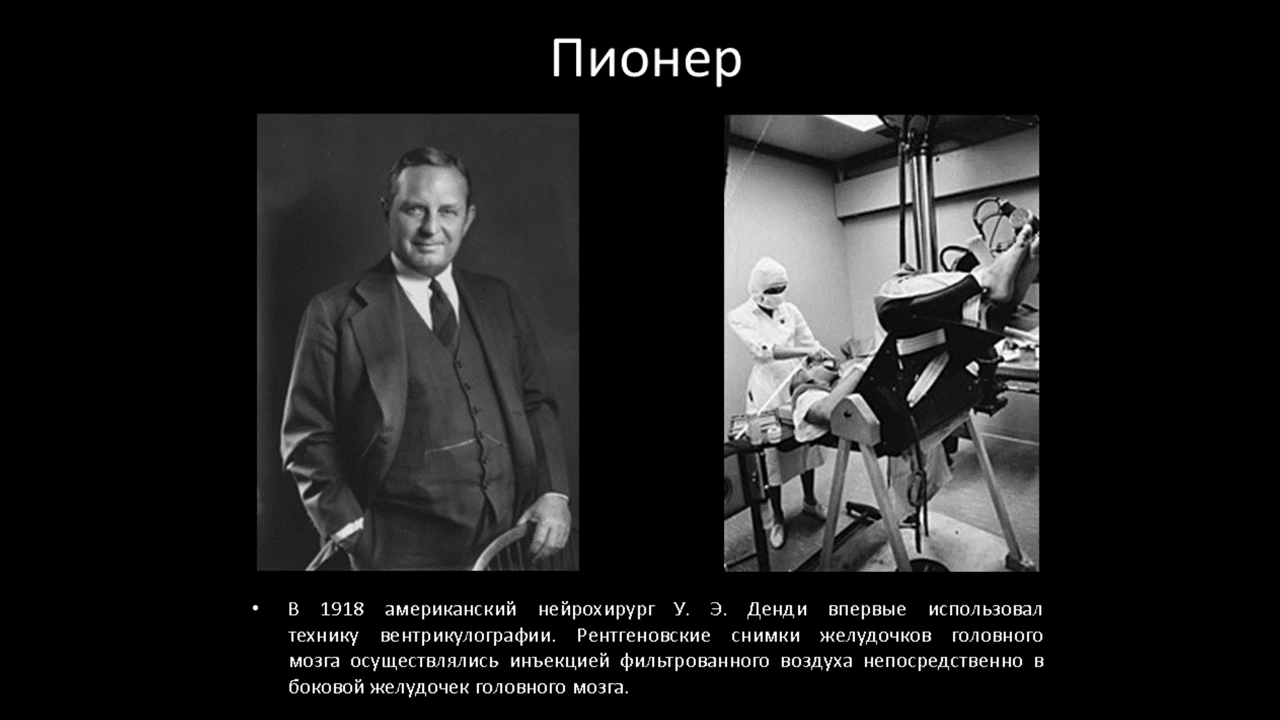 Пионер
• В 1918 американский нейрохирург У. Э. Денди впервые использовал
технику вентрикулографии. Рентгеновские снимки желудочков головного
мозга осуществлялись инъекцией фильтрованного воздуха непосредственно в
боковой желудочек головного мозга.